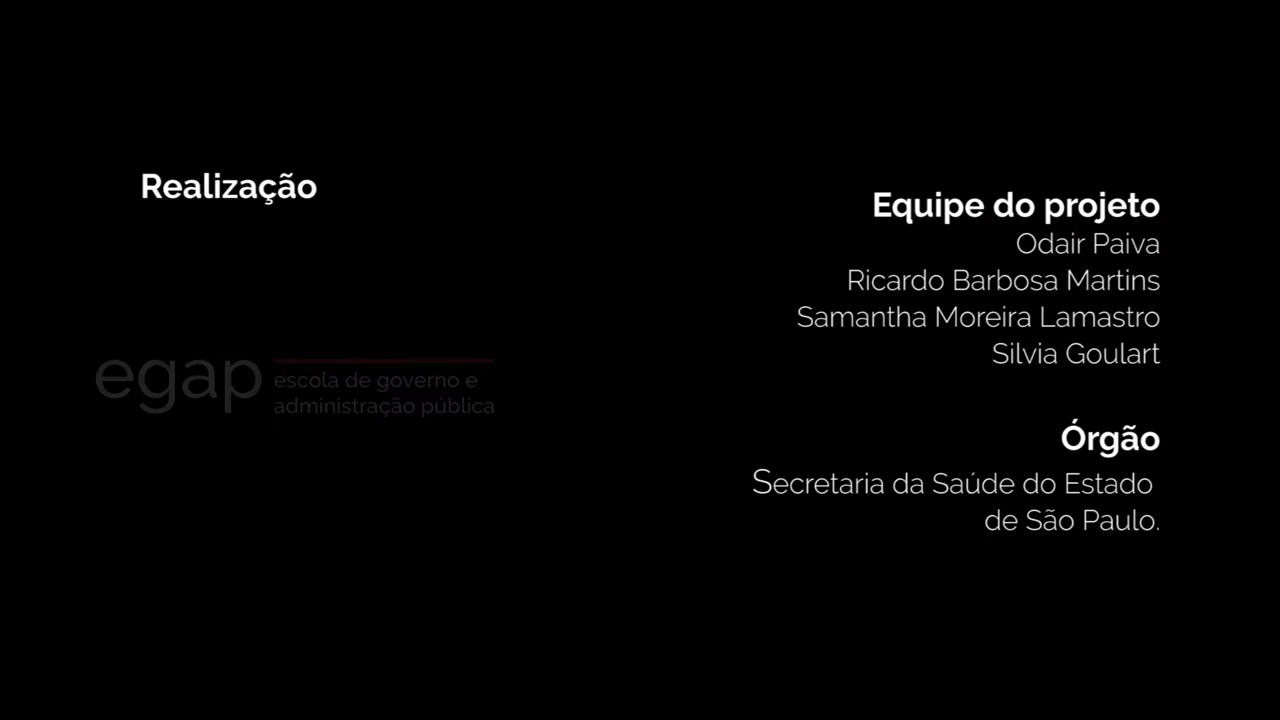 Realização
egap
escola de governo e
administração pública
Equipe do projeto
Odair Paiva
Ricardo Barbosa Martins
Samantha Moreira Lamastro
Silvia Goulart
Órgão
Secretaria da Saúde do Estado
de São Paulo.